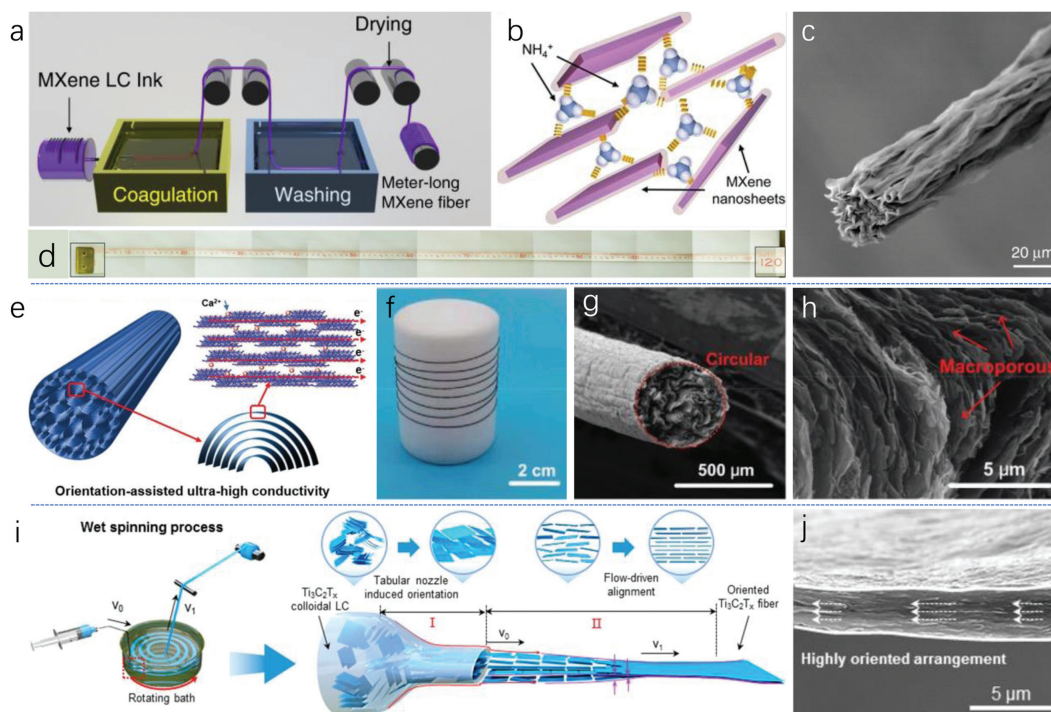 a
Drying
MXene LC Ink
Coagulation
Washing
Meter-long
MXene fiber
b
NH₄⁺
MXene
nanosheets
c
20 μm
d
120
e
Ca²⁺
e⁻
e⁻
e⁻
e⁻
Orientation-assisted ultra-high conductivity
f
2 cm
g
Circular
500 μm
h
Macroporous
5 μm
i
Wet spinning process
V₀
V₁
Rotating bath
Ti₃C₂Tₓ
colloidal LC
Tabular nozzle
induced orientation
Flow-driven
alignment
Oriented
Ti₃C₂Tₓ fiber
I
II
V₀
V₁
j
Highly oriented arrangement
5 μm